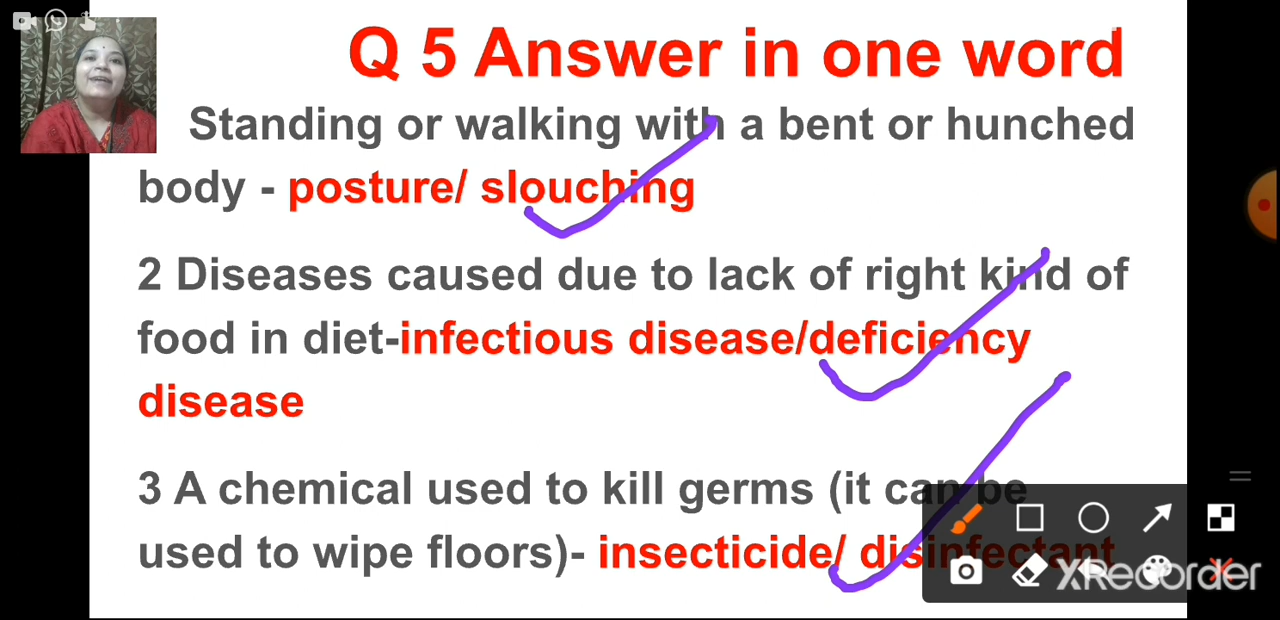 Q 5 Answer in one word
Standing or walking with a bent or hunched
body - posture/ slouching
2 Diseases caused due to lack of right kind of
food in diet-infectious disease/deficiency
disease
3 A chemical used to kill germs (it can be
used to wipe floors)- insecticide/ disinfectant
XRecorder